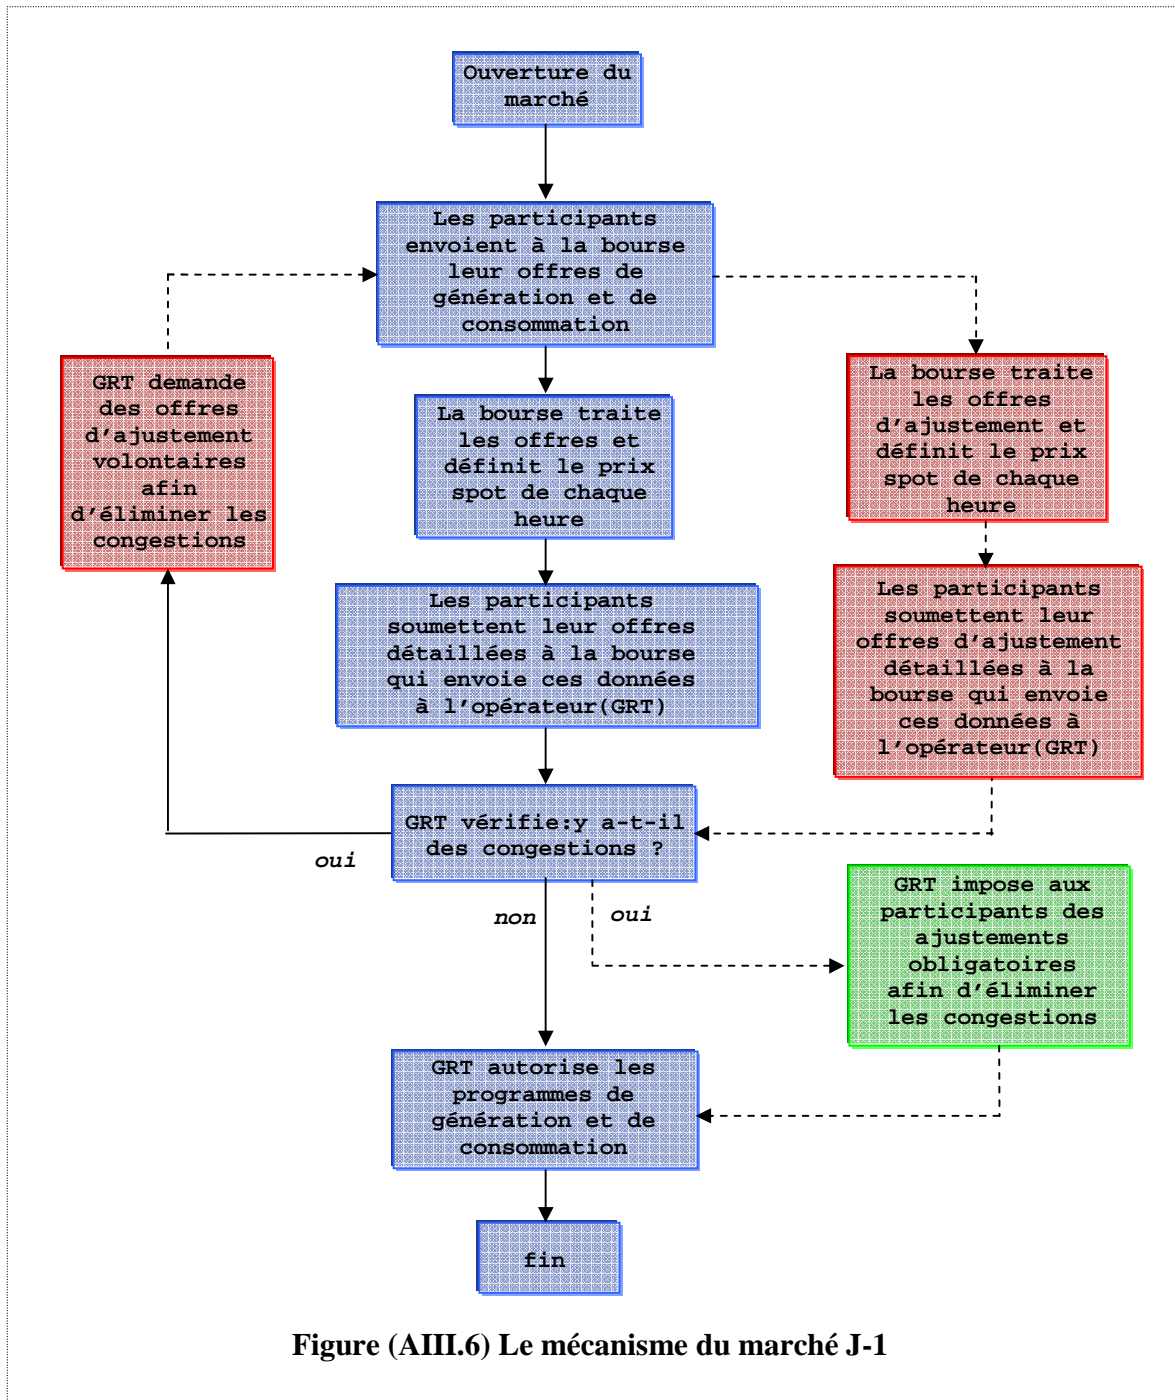 Ouverture du
marché
Les participants
envoient à la bourse
leur offres de
génération et de
consommation
GRT demande
des offres
d'ajustement
volontaires
afin
d'éliminer les
congestions
La bourse traite
les offres et
définit le prix
spot de chaque
heure
La bourse traite
les offres
d'ajustement et
définit le prix
spot de chaque
heure
Les participants
soumettent leur offres
détaillées à la bourse
qui envoie ces données
à l'opérateur(GRT)
Les participants
soumettent leur
offres d'ajustement
détaillées à la
bourse qui envoie
ces données à
l'opérateur(GRT)
GRT vérifie:y a-t-il
des congestions ?
oui
non
oui
GRT impose aux
participants des
ajustements
obligatoires
afin d'éliminer
les congestions
GRT autorise les
programmes de
génération et de
consommation
fin
Figure (AIII.6) Le mécanisme du marché J-1